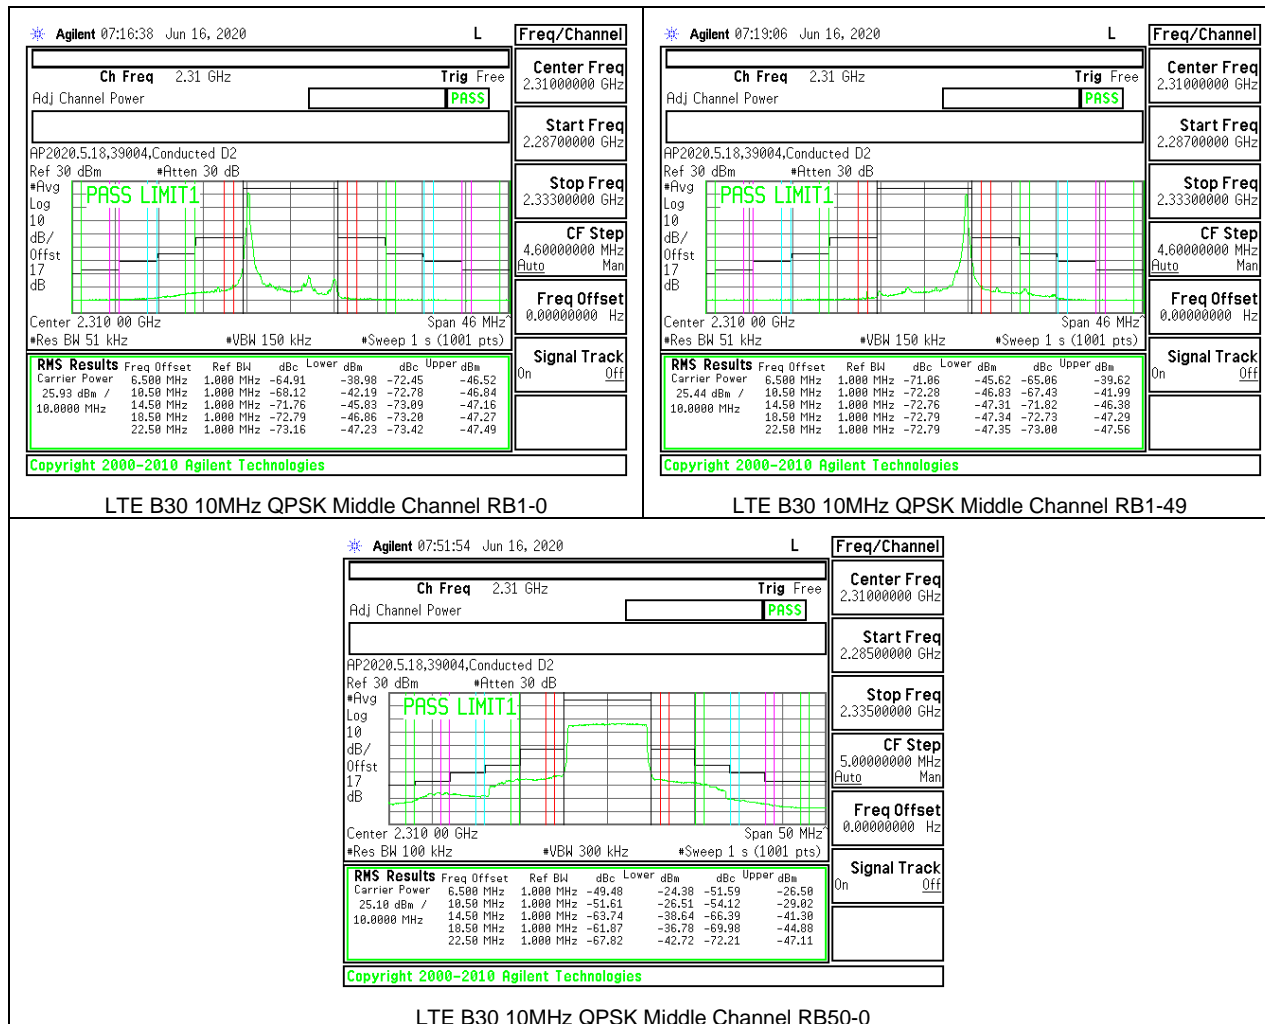 Agilent 07:16:38 Jun 16, 2020 L
Freq/Channel
Ch Freq 2.31 GHz Trig Free
Adj Channel Power PASS
AP2020.5.18,39004,Conducted D2
Ref 30 dBm #Atten 30 dB
#Avg
Log
10
dB/
Offst
17
dB
PASS LIMIT1
Center 2.310 00 GHz Span 46 MHz^
#Res BW 51 kHz #VBW 150 kHz #Sweep 1 s (1001 pts)
RMS Results Freq Offset Ref BW dBc Lower dBm dBc Upper dBm
Carrier Power 6.500 MHz 1.000 MHz -64.91 -38.98 -72.45 -46.52
25.93 dBm / 10.50 MHz 1.000 MHz -68.12 -42.19 -72.78 -46.84
10.0000 MHz 14.50 MHz 1.000 MHz -71.76 -45.83 -73.09 -47.16
18.50 MHz 1.000 MHz -72.79 -46.86 -73.20 -47.27
22.50 MHz 1.000 MHz -73.16 -47.23 -73.42 -47.49
Copyright 2000-2010 Agilent Technologies
Center Freq
2.31000000 GHz
Start Freq
2.28700000 GHz
Stop Freq
2.33300000 GHz
CF Step
4.60000000 MHz
Auto Man
Freq Offset
0.00000000 Hz
Signal Track
On Off
LTE B30 10MHz QPSK Middle Channel RB1-0
Agilent 07:19:06 Jun 16, 2020 L
Freq/Channel
Ch Freq 2.31 GHz Trig Free
Adj Channel Power PASS
AP2020.5.18,39004,Conducted D2
Ref 30 dBm #Atten 30 dB
#Avg
Log
10
dB/
Offst
17
dB
PASS LIMIT1
Center 2.310 00 GHz Span 46 MHz^
#Res BW 51 kHz #VBW 150 kHz #Sweep 1 s (1001 pts)
RMS Results Freq Offset Ref BW dBc Lower dBm dBc Upper dBm
Carrier Power 6.500 MHz 1.000 MHz -71.06 -45.62 -65.06 -39.62
25.44 dBm / 10.50 MHz 1.000 MHz -72.28 -46.83 -67.43 -41.99
10.0000 MHz 14.50 MHz 1.000 MHz -72.76 -47.31 -71.82 -46.38
18.50 MHz 1.000 MHz -72.79 -47.34 -72.73 -47.29
22.50 MHz 1.000 MHz -72.79 -47.35 -73.00 -47.56
Copyright 2000-2010 Agilent Technologies
Center Freq
2.31000000 GHz
Start Freq
2.28700000 GHz
Stop Freq
2.33300000 GHz
CF Step
4.60000000 MHz
Auto Man
Freq Offset
0.00000000 Hz
Signal Track
On Off
LTE B30 10MHz QPSK Middle Channel RB1-49
Agilent 07:51:54 Jun 16, 2020 L
Freq/Channel
Ch Freq 2.31 GHz Trig Free
Adj Channel Power PASS
AP2020.5.18,39004,Conducted D2
Ref 30 dBm #Atten 30 dB
#Avg
Log
10
dB/
Offst
17
dB
PASS LIMIT1
Center 2.310 00 GHz Span 50 MHz^
#Res BW 100 kHz #VBW 300 kHz #Sweep 1 s (1001 pts)
RMS Results Freq Offset Ref BW dBc Lower dBm dBc Upper dBm
Carrier Power 6.500 MHz 1.000 MHz -49.48 -24.38 -51.59 -26.50
25.10 dBm / 10.50 MHz 1.000 MHz -51.61 -26.51 -54.12 -29.02
10.0000 MHz 14.50 MHz 1.000 MHz -63.74 -38.64 -66.39 -41.30
18.50 MHz 1.000 MHz -61.87 -36.78 -69.98 -44.88
22.50 MHz 1.000 MHz -67.82 -42.72 -72.21 -47.11
Copyright 2000-2010 Agilent Technologies
Center Freq
2.31000000 GHz
Start Freq
2.28500000 GHz
Stop Freq
2.33500000 GHz
CF Step
5.00000000 MHz
Auto Man
Freq Offset
0.00000000 Hz
Signal Track
On Off
LTE B30 10MHz QPSK Middle Channel RB50-0